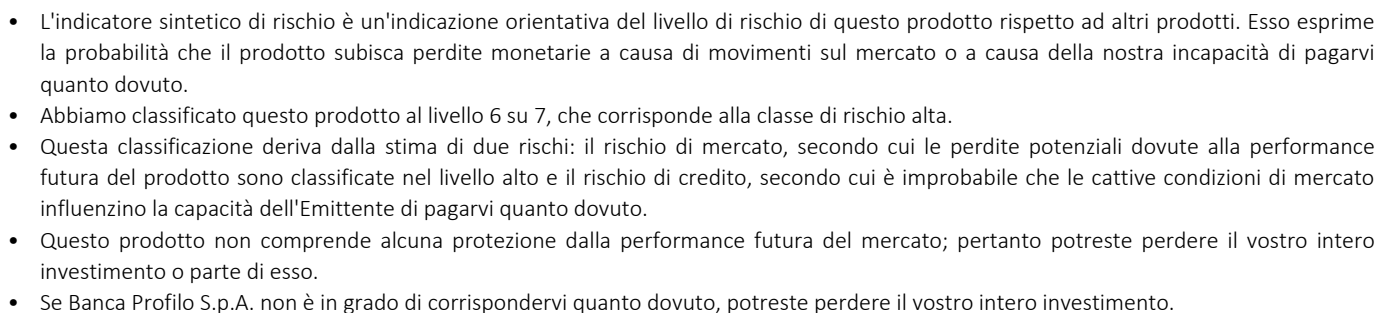 • L'indicatore sintetico di rischio è un'indicazione orientativa del livello di rischio di questo prodotto rispetto ad altri prodotti. Esso esprime
la probabilità che il prodotto subisca perdite monetarie a causa di movimenti sul mercato o a causa della nostra incapacità di pagarvi
quanto dovuto.
• Abbiamo classificato questo prodotto al livello 6 su 7, che corrisponde alla classe di rischio alta.
• Questa classificazione deriva dalla stima di due rischi: il rischio di mercato, secondo cui le perdite potenziali dovute alla performance
futura del prodotto sono classificate nel livello alto e il rischio di credito, secondo cui è improbabile che le cattive condizioni di mercato
influenzino la capacità dell'Emittente di pagarvi quanto dovuto.
• Questo prodotto non comprende alcuna protezione dalla performance futura del mercato; pertanto potreste perdere il vostro intero
investimento o parte di esso.
• Se Banca Profilo S.p.A. non è in grado di corrispondervi quanto dovuto, potreste perdere il vostro intero investimento.